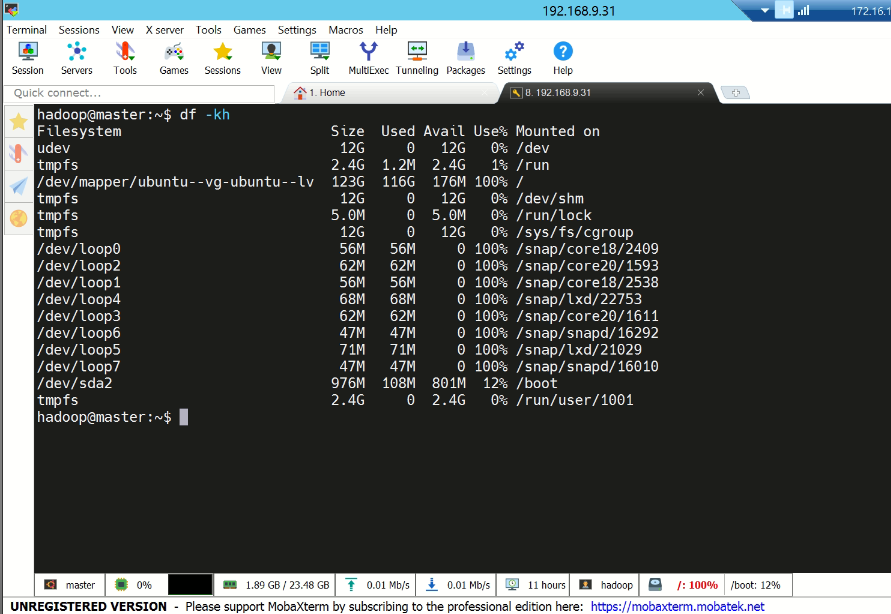 192.168.9.31
172.16.1
Terminal Sessions View X server Tools Games Settings Macros Help
Session Servers Tools Games Sessions View Split MultiExec Tunneling Packages Settings Help
Quick connect...
1. Home
8. 192.168.9.31
hadoop@master:~$ df -kh
Filesystem Size Used Avail Use% Mounted on
udev 12G 0 12G 0% /dev
tmpfs 2.4G 1.2M 2.4G 1% /run
/dev/mapper/ubuntu--vg-ubuntu--lv 123G 116G 176M 100% /
tmpfs 12G 0 12G 0% /dev/shm
tmpfs 5.0M 0 5.0M 0% /run/lock
tmpfs 12G 0 12G 0% /sys/fs/cgroup
/dev/loop0 56M 56M 0 100% /snap/core18/2409
/dev/loop2 62M 62M 0 100% /snap/core20/1593
/dev/loop1 56M 56M 0 100% /snap/core18/2538
/dev/loop4 68M 68M 0 100% /snap/lxd/22753
/dev/loop3 62M 62M 0 100% /snap/core20/1611
/dev/loop6 47M 47M 0 100% /snap/snapd/16292
/dev/loop5 71M 71M 0 100% /snap/lxd/21029
/dev/loop7 47M 47M 0 100% /snap/snapd/16010
/dev/sda2 976M 108M 801M 12% /boot
tmpfs 2.4G 0 2.4G 0% /run/user/1001
hadoop@master:~$
master 0% 1.89 GB / 23.48 GB 0.01 Mb/s 0.01 Mb/s 11 hours hadoop /: 100% /boot: 12%
UNREGISTERED VERSION - Please support MobaXterm by subscribing to the professional edition here: https://mobaxterm.mobatek.net